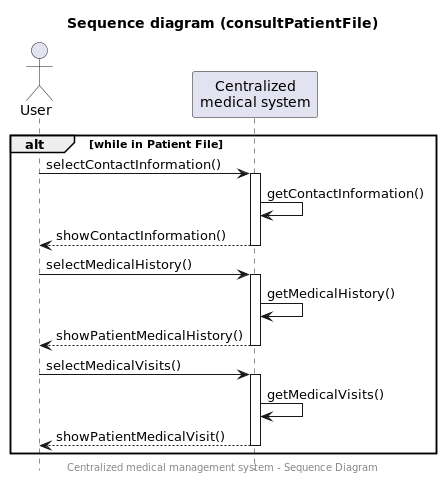 Sequence diagram (consultPatientFile)
User
Centralized
medical system
alt [while in Patient File]
selectContactInformation()
getContactInformation()
showContactInformation()
selectMedicalHistory()
getMedicalHistory()
showPatientMedicalHistory()
selectMedicalVisits()
getMedicalVisits()
showPatientMedicalVisit()
Centralized medical management system - Sequence Diagram